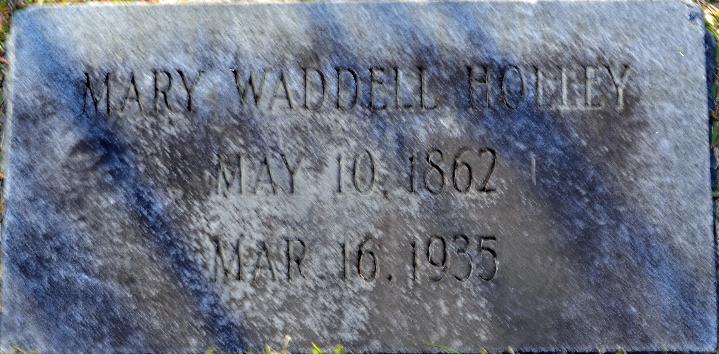 MARY WADDELL HOLLEY
MAY 10, 1862
MAR 16, 1935